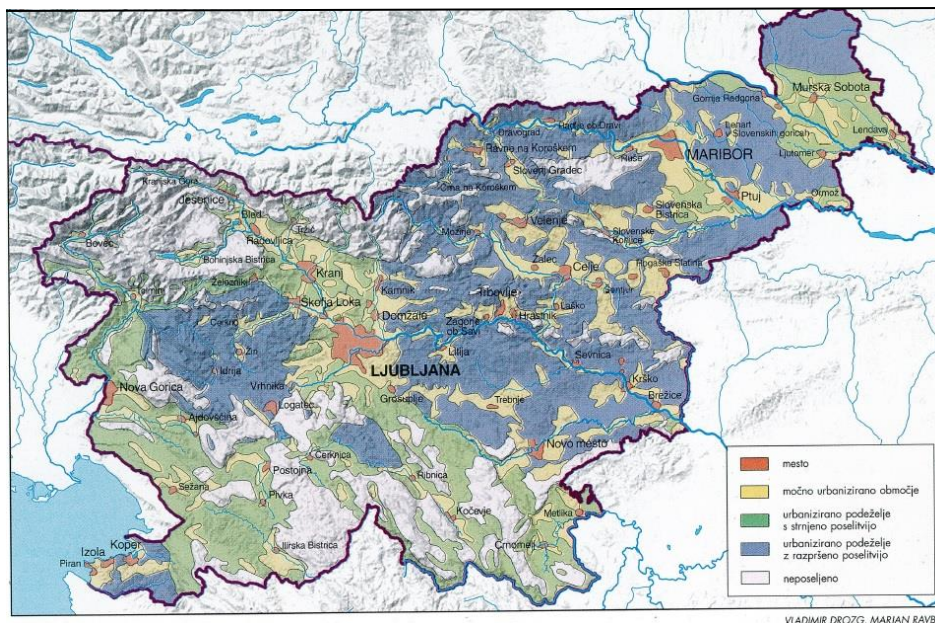 Murska Sobota
Gornja Radgona
Radlje ob Dravi
Dravograd
Lenart
v Slovenskih goricah
Lendava
Ravne na Koroškem
MARIBOR
Ruše
Ljutomer
Slovenj Gradec
Kranjska Gora
Črna na Koroškem
Jesenice
Ptuj
Ormož
Bled
Slovenska
Bistrica
Tržič
Velenje
Radovljica
Mozirje
Slovenske
Konjice
Bovec
Bohinjska Bistrica
Kranj
Žalec
Celje
Rogaška Slatina
Železniki
Kamnik
Šentjur
Tolmin
Škofja Loka
Trbovlje
Laško
Domžale
Zagorje
ob Savi
Hrastnik
Cerkno
Žiri
Litija
Sevnica
Idrija
LJUBLJANA
Vrhnika
Krško
Nova Gorica
Grosuplje
Trebnje
Brežice
Logatec
Ajdovščina
Novo mesto
Cerknica
Postojna
Ribnica
Sežana
Pivka
Kočevje
Metlika
Črnomelj
Ilirska Bistrica
Koper
Izola
Piran
mesto
močno urbanizirano območje
urbanizirano podeželje
s strnjeno poselitvijo
urbanizirano podeželje
z razpršeno poselitvijo
neposeljeno
VLADIMIR DROZG, MARJAN RAVB